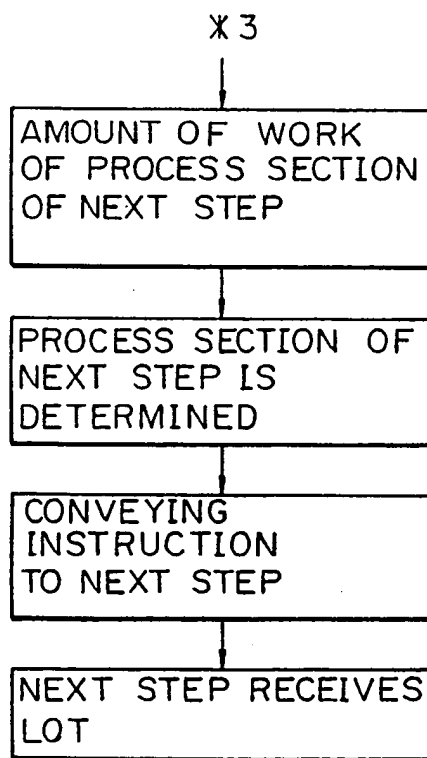 ※3
AMOUNT OF WORK
OF PROCESS SECTION
OF NEXT STEP
PROCESS SECTION OF
NEXT STEP IS
DETERMINED
CONVEYING
INSTRUCTION
TO NEXT STEP
NEXT STEP RECEIVES
LOT